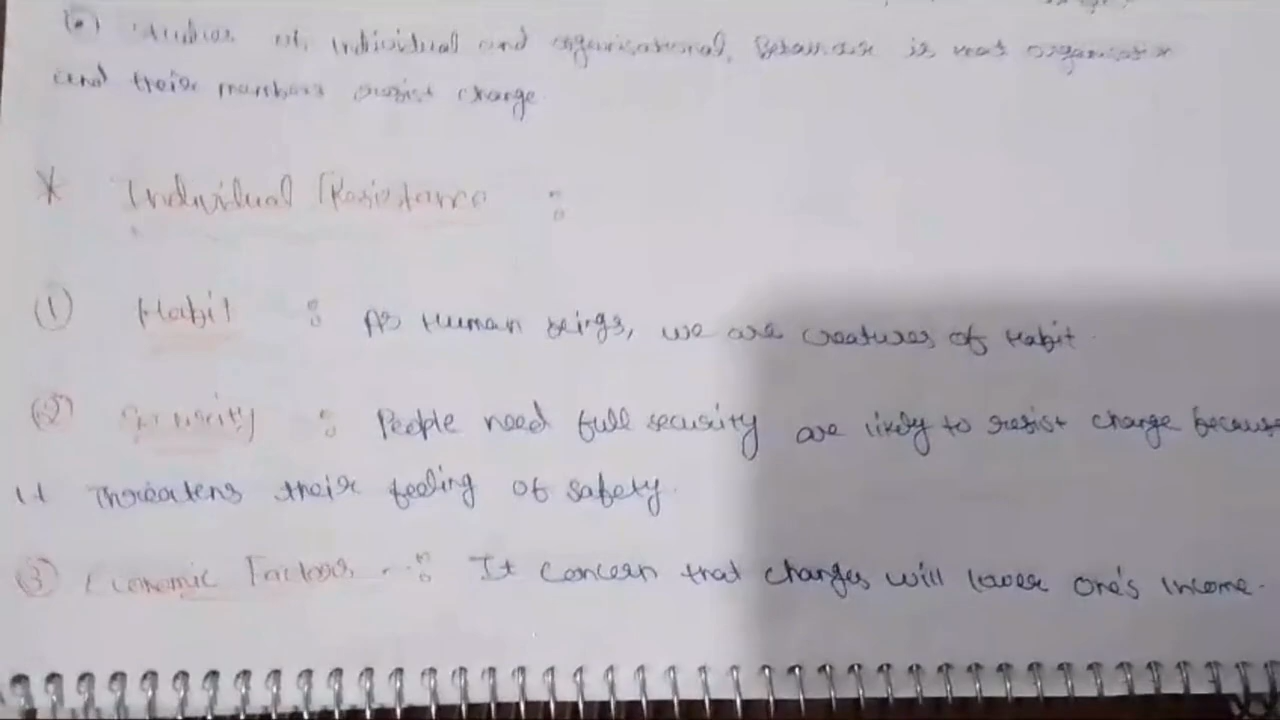 (*) Studies of individual and organisational, Behaviour is most organisation
and their members resist change.
* Individual Resistance :
(1) Habit : As Human beings, we are creatures of Habit.
(2) Security : People need full security are likely to resist change because
it Threatens their feeling of safety.
(3) Economic Factors : It concern that changes will lower one's income.